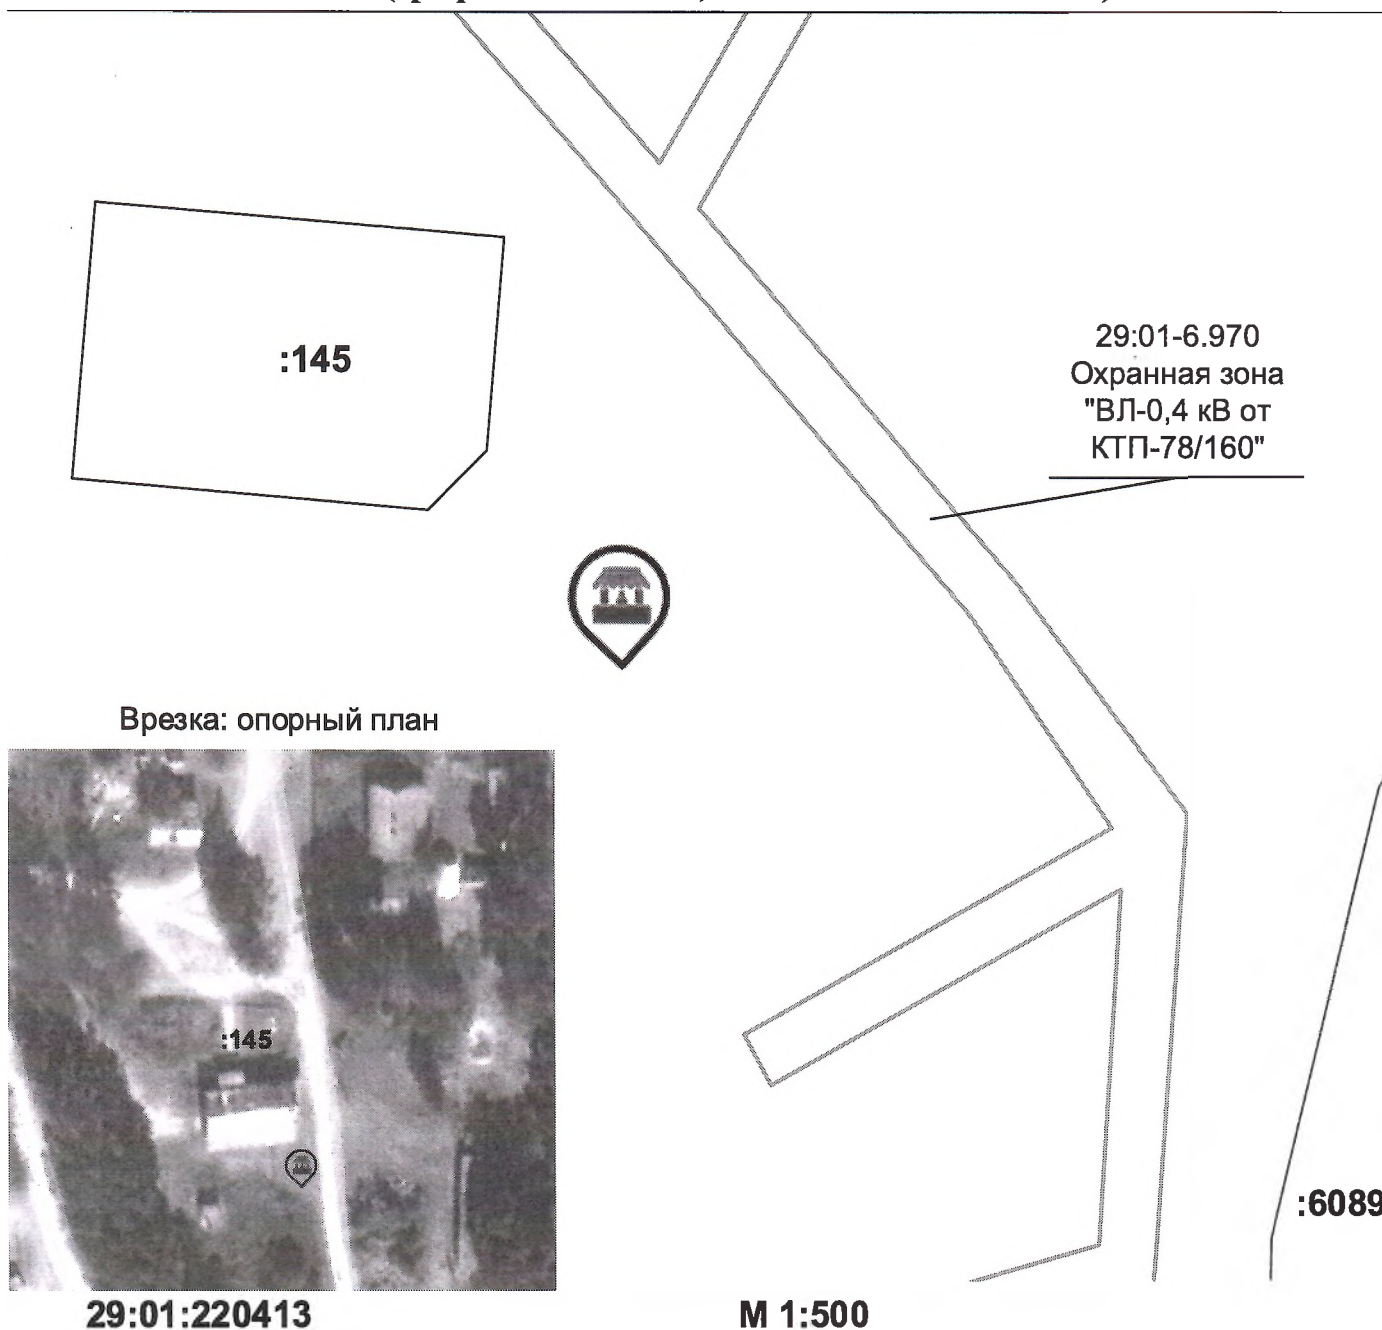 :145
29:01-6.970
Охранная зона
"ВЛ-0,4 кВ от
КТП-78/160"
Врезка: опорный план
:145
:6089
29:01:220413
М 1:500